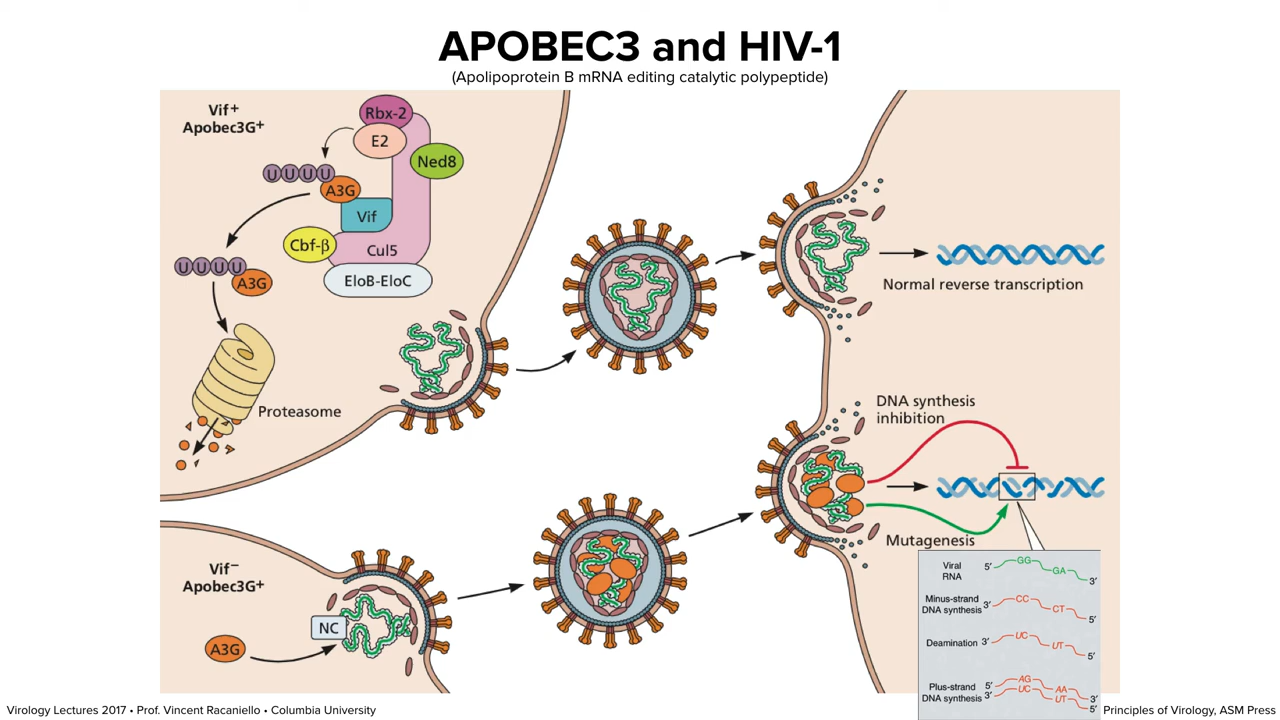 APOBEC3 and HIV-1
(Apolipoprotein B mRNA editing catalytic polypeptide)
Vif+
Apobec3G+
Rbx-2
E2
Ned8
UUUU
A3G
Vif
Cbf-β
Cul5
EloB-EloC
UUUU
A3G
Proteasome
Normal reverse transcription
DNA synthesis
inhibition
Mutagenesis
Vif−
Apobec3G+
NC
A3G
Viral
RNA
5′ GG GA 3′
Minus-strand
DNA synthesis
3′ CC CT 5′
Deamination 3′ UC UT 5′
Plus-strand
DNA synthesis
5′ AG AA 3′
3′ UC UT 5′
Virology Lectures 2017 • Prof. Vincent Racaniello • Columbia University
Principles of Virology, ASM Press